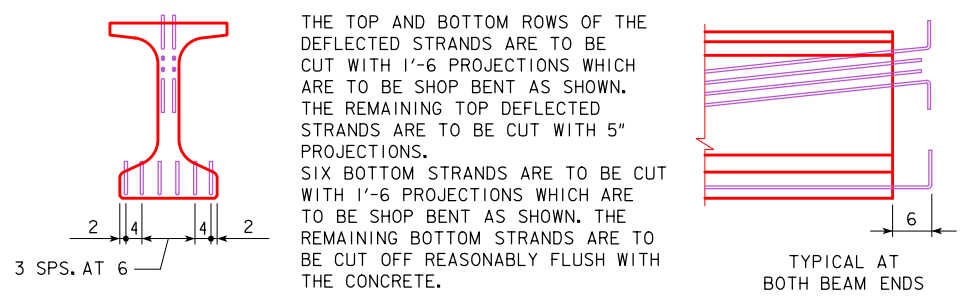 THE TOP AND BOTTOM ROWS OF THE
DEFLECTED STRANDS ARE TO BE
CUT WITH 1'-6 PROJECTIONS WHICH
ARE TO BE SHOP BENT AS SHOWN.
THE REMAINING TOP DEFLECTED
STRANDS ARE TO BE CUT WITH 5"
PROJECTIONS.
SIX BOTTOM STRANDS ARE TO BE CUT
WITH 1'-6 PROJECTIONS WHICH ARE
TO BE SHOP BENT AS SHOWN. THE
REMAINING BOTTOM STRANDS ARE TO
BE CUT OFF REASONABLY FLUSH WITH
THE CONCRETE.
2 4 4 2
3 SPS. AT 6
6
TYPICAL AT
BOTH BEAM ENDS